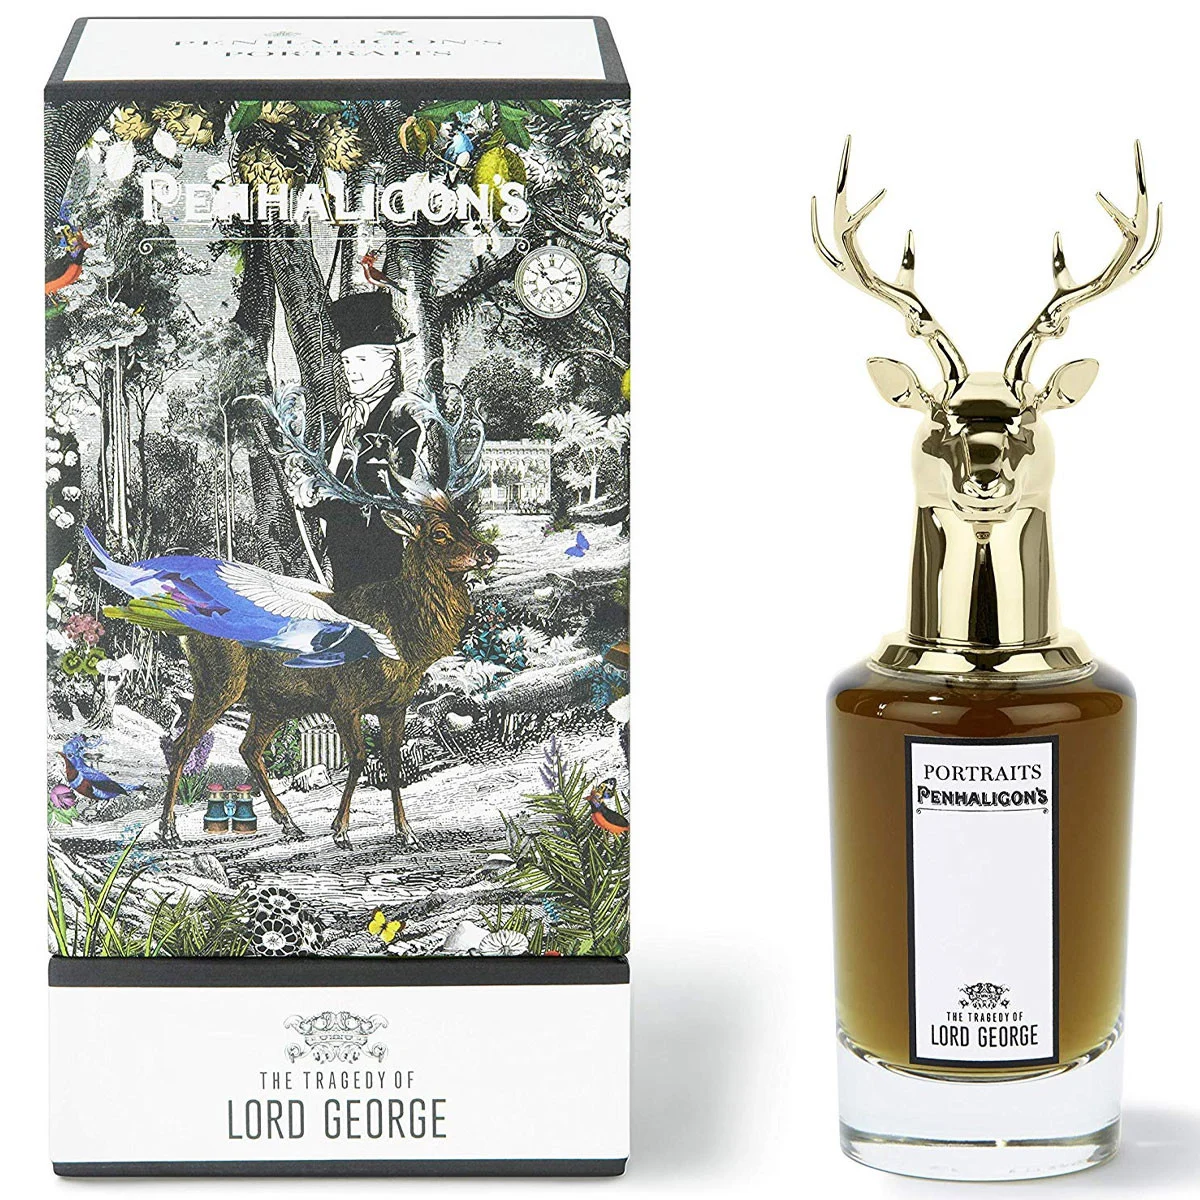 PENHALIGON'S
PORTRAITS
PENHALIGON'S
THE TRAGEDY OF
LORD GEORGE
PORTRAITS
PENHALIGON'S
THE TRAGEDY OF
LORD GEORGE